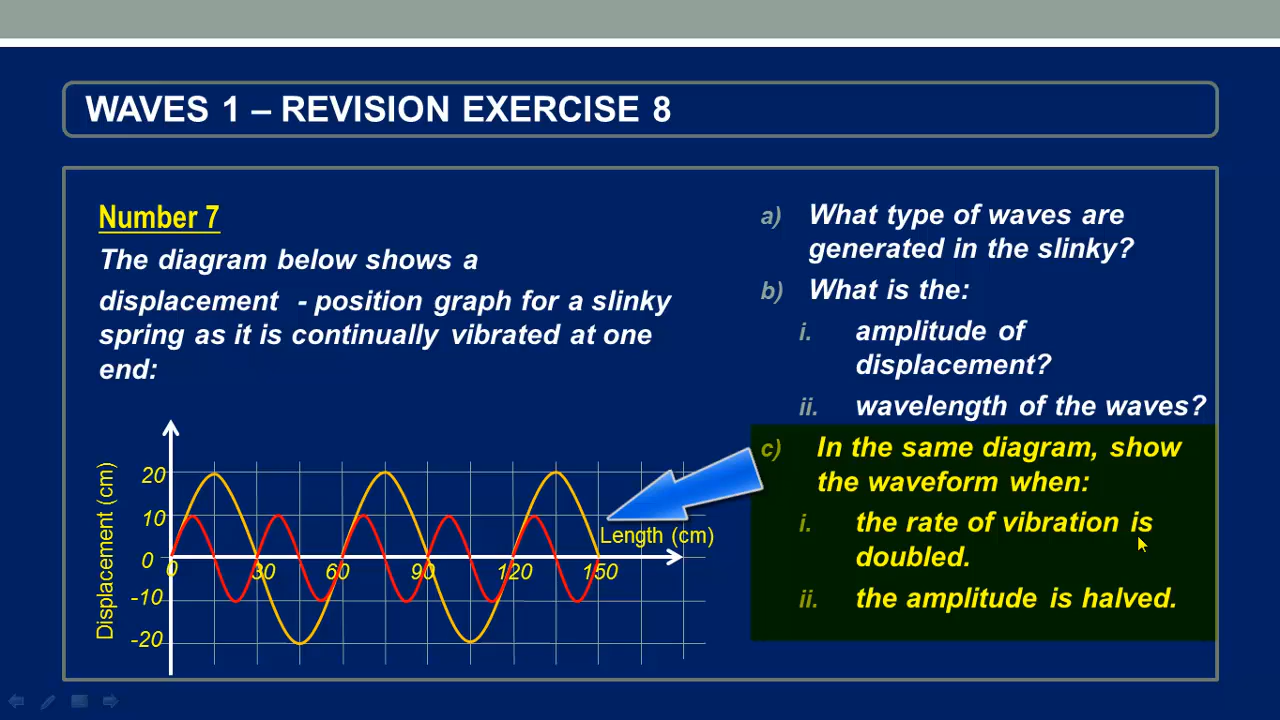 WAVES 1 – REVISION EXERCISE 8
Number 7
The diagram below shows a
displacement - position graph for a slinky
spring as it is continually vibrated at one
end:
Displacement (cm)
20
10
0
-10
-20
0 30 60 90 120 150
Length (cm)
a) What type of waves are
generated in the slinky?
b) What is the:
i. amplitude of
displacement?
ii. wavelength of the waves?
c) In the same diagram, show
the waveform when:
i. the rate of vibration is
doubled.
ii. the amplitude is halved.